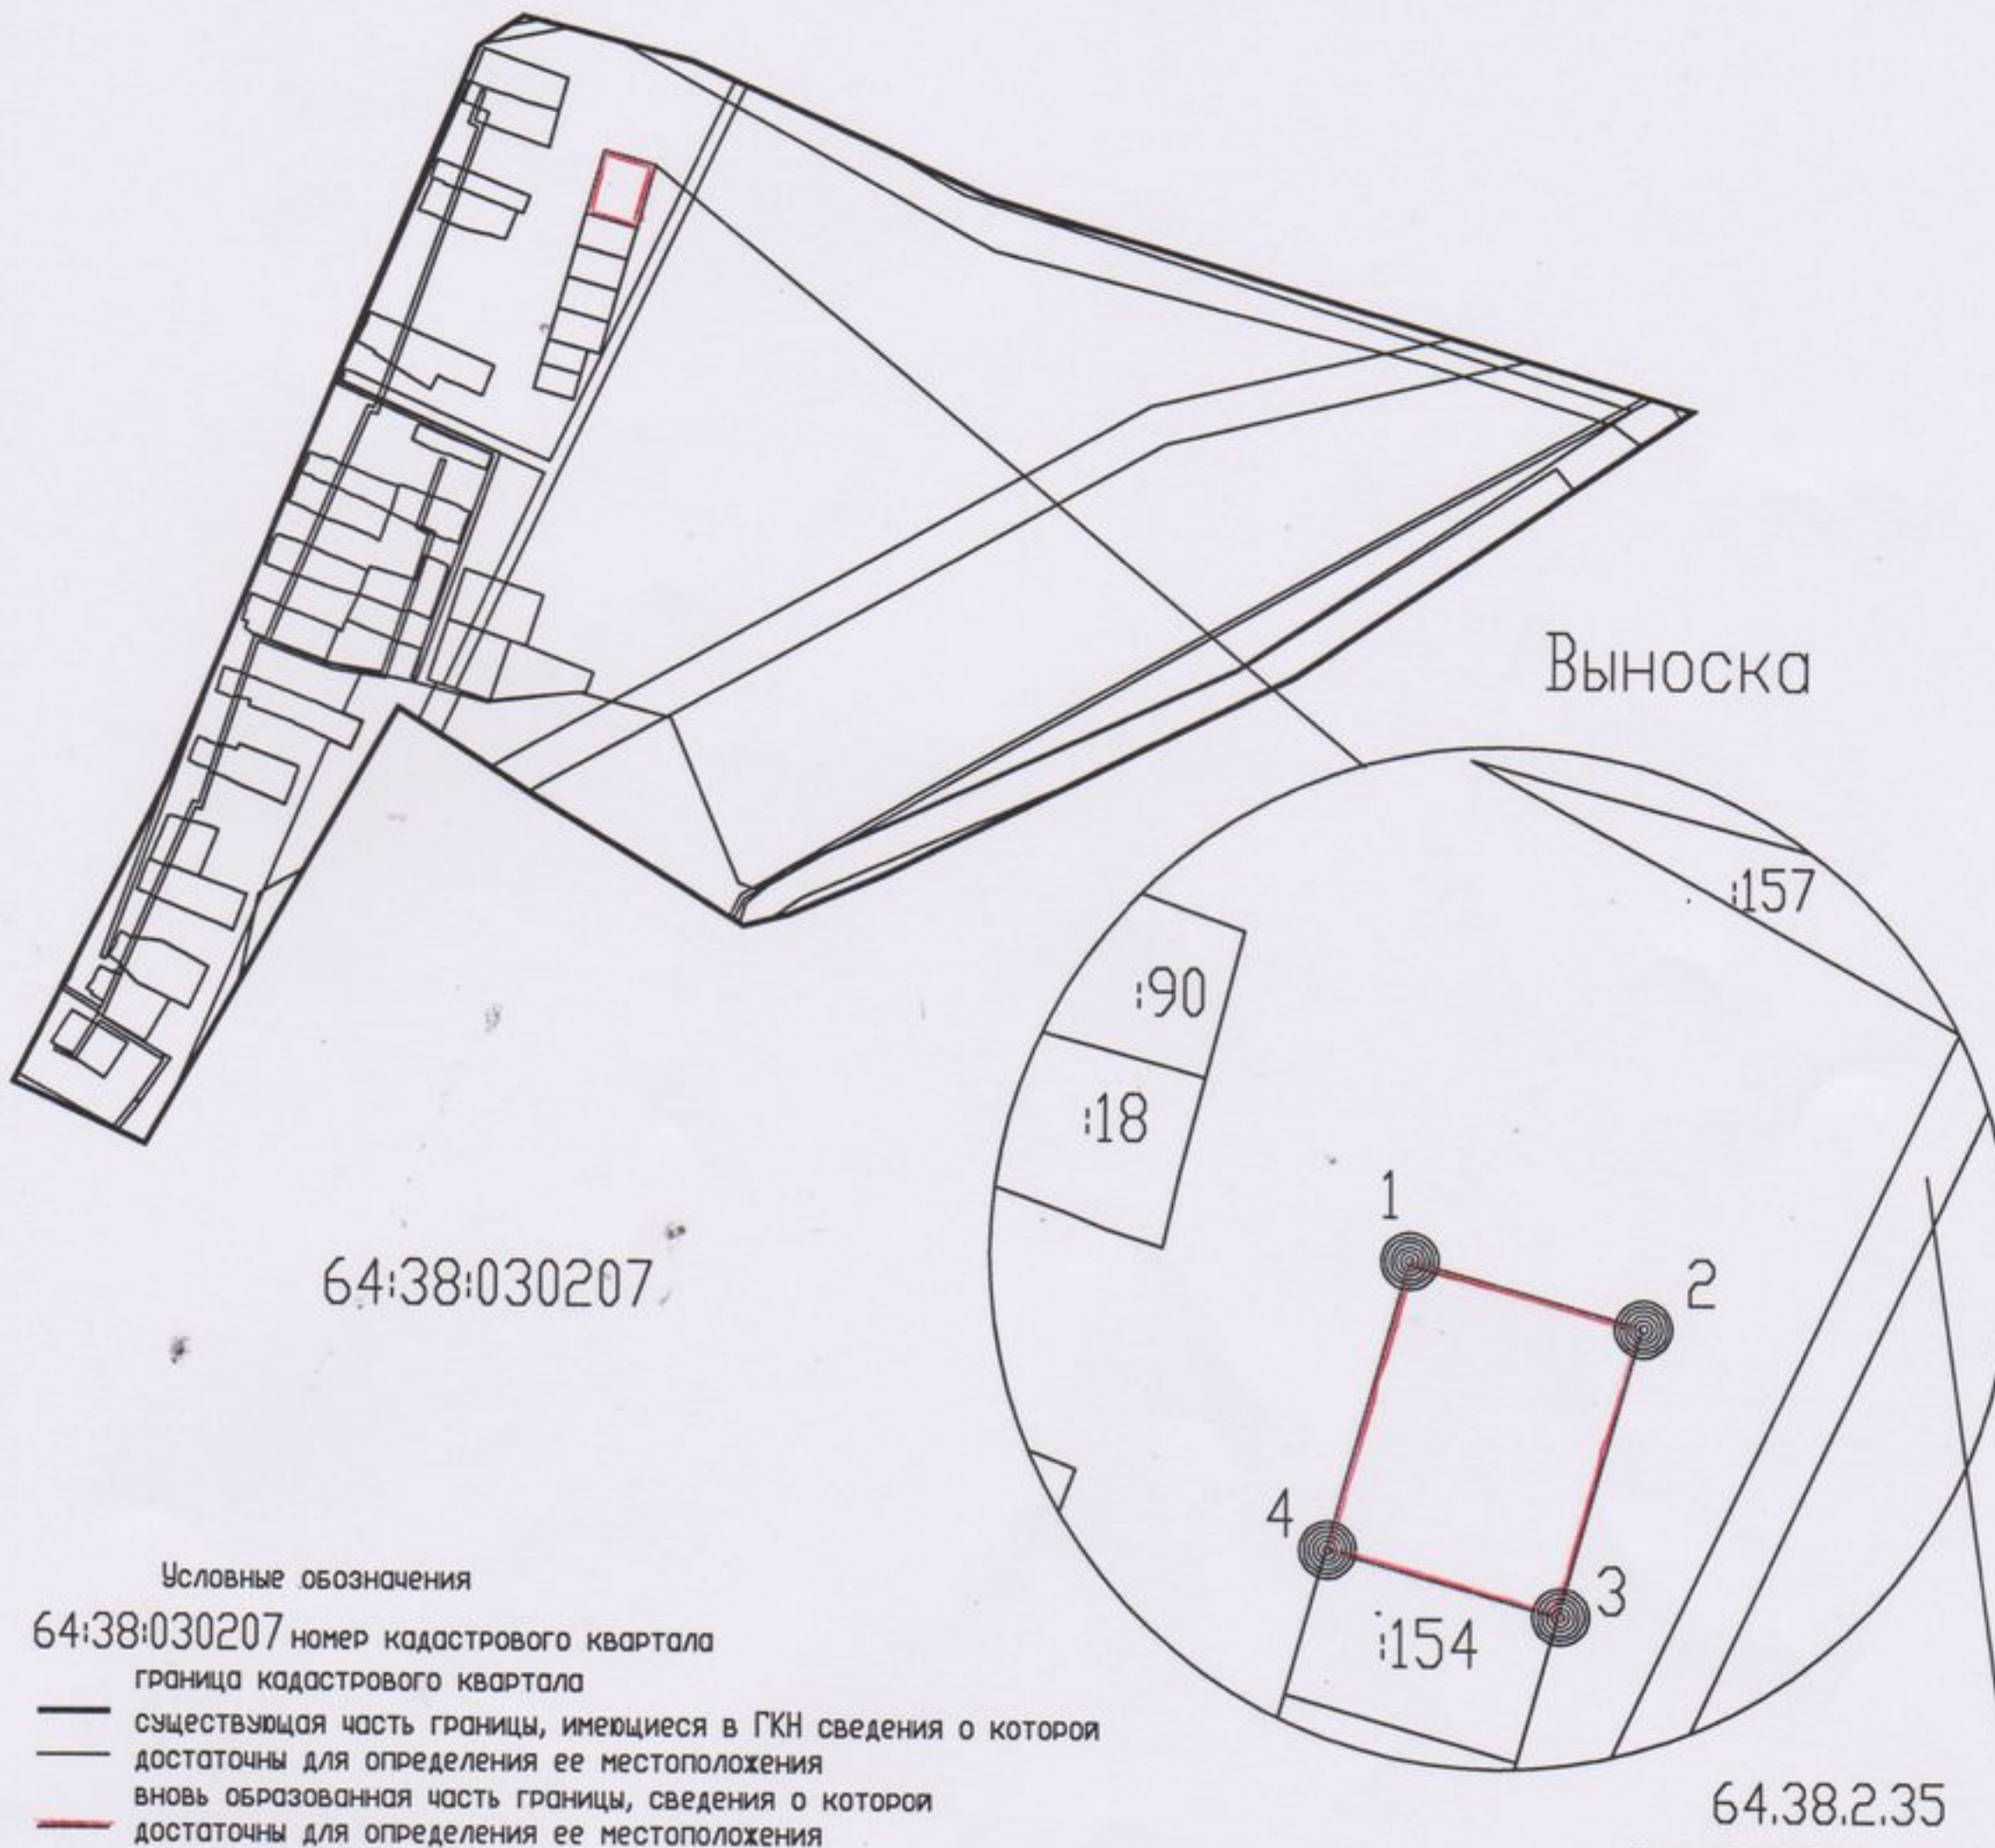 Выноска
:157
:90
:18
1
2
64:38:030207
4
3
:154
Условные обозначения
64:38:030207 номер кадастрового квартала
граница кадастрового квартала
существующая часть границы, имеющиеся в ГКН сведения о которой
достаточны для определения ее местоположения
вновь образованная часть границы, сведения о которой
достаточны для определения ее местоположения
64.38.2.35